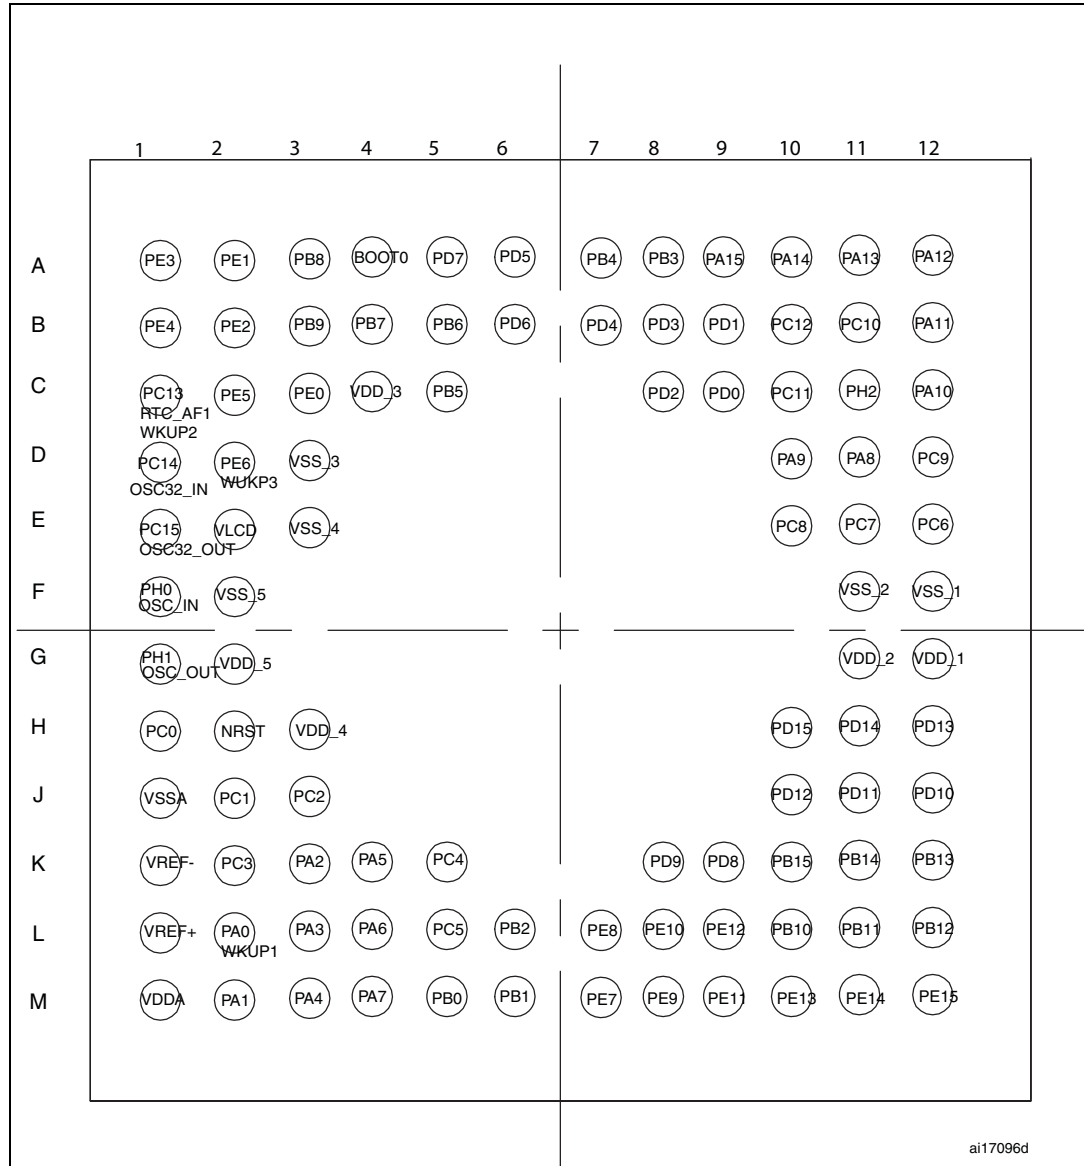 1 2 3 4 5 6 7 8 9 10 11 12
A PE3 PE1 PB8 BOOT0 PD7 PD5 PB4 PB3 PA15 PA14 PA13 PA12
B PE4 PE2 PB9 PB7 PB6 PD6 PD4 PD3 PD1 PC12 PC10 PA11
C PC13 PE5 PE0 VDD_3 PB5 PD2 PD0 PC11 PH2 PA10
RTC_AF1
WKUP2
D PC14 PE6 VSS_3 PA9 PA8 PC9
OSC32_IN WUKP3
E PC15 VLCD VSS_4 PC8 PC7 PC6
OSC32_OUT
F PH0 VSS_5 VSS_2 VSS_1
OSC_IN
G PH1 VDD_5 VDD_2 VDD_1
OSC_OUT
H PC0 NRST VDD_4 PD15 PD14 PD13
J VSSA PC1 PC2 PD12 PD11 PD10
K VREF- PC3 PA2 PA5 PC4 PD9 PD8 PB15 PB14 PB13
L VREF+ PA0 PA3 PA6 PC5 PB2 PE8 PE10 PE12 PB10 PB11 PB12
WKUP1
M VDDA PA1 PA4 PA7 PB0 PB1 PE7 PE9 PE11 PE13 PE14 PE15
ai17096d